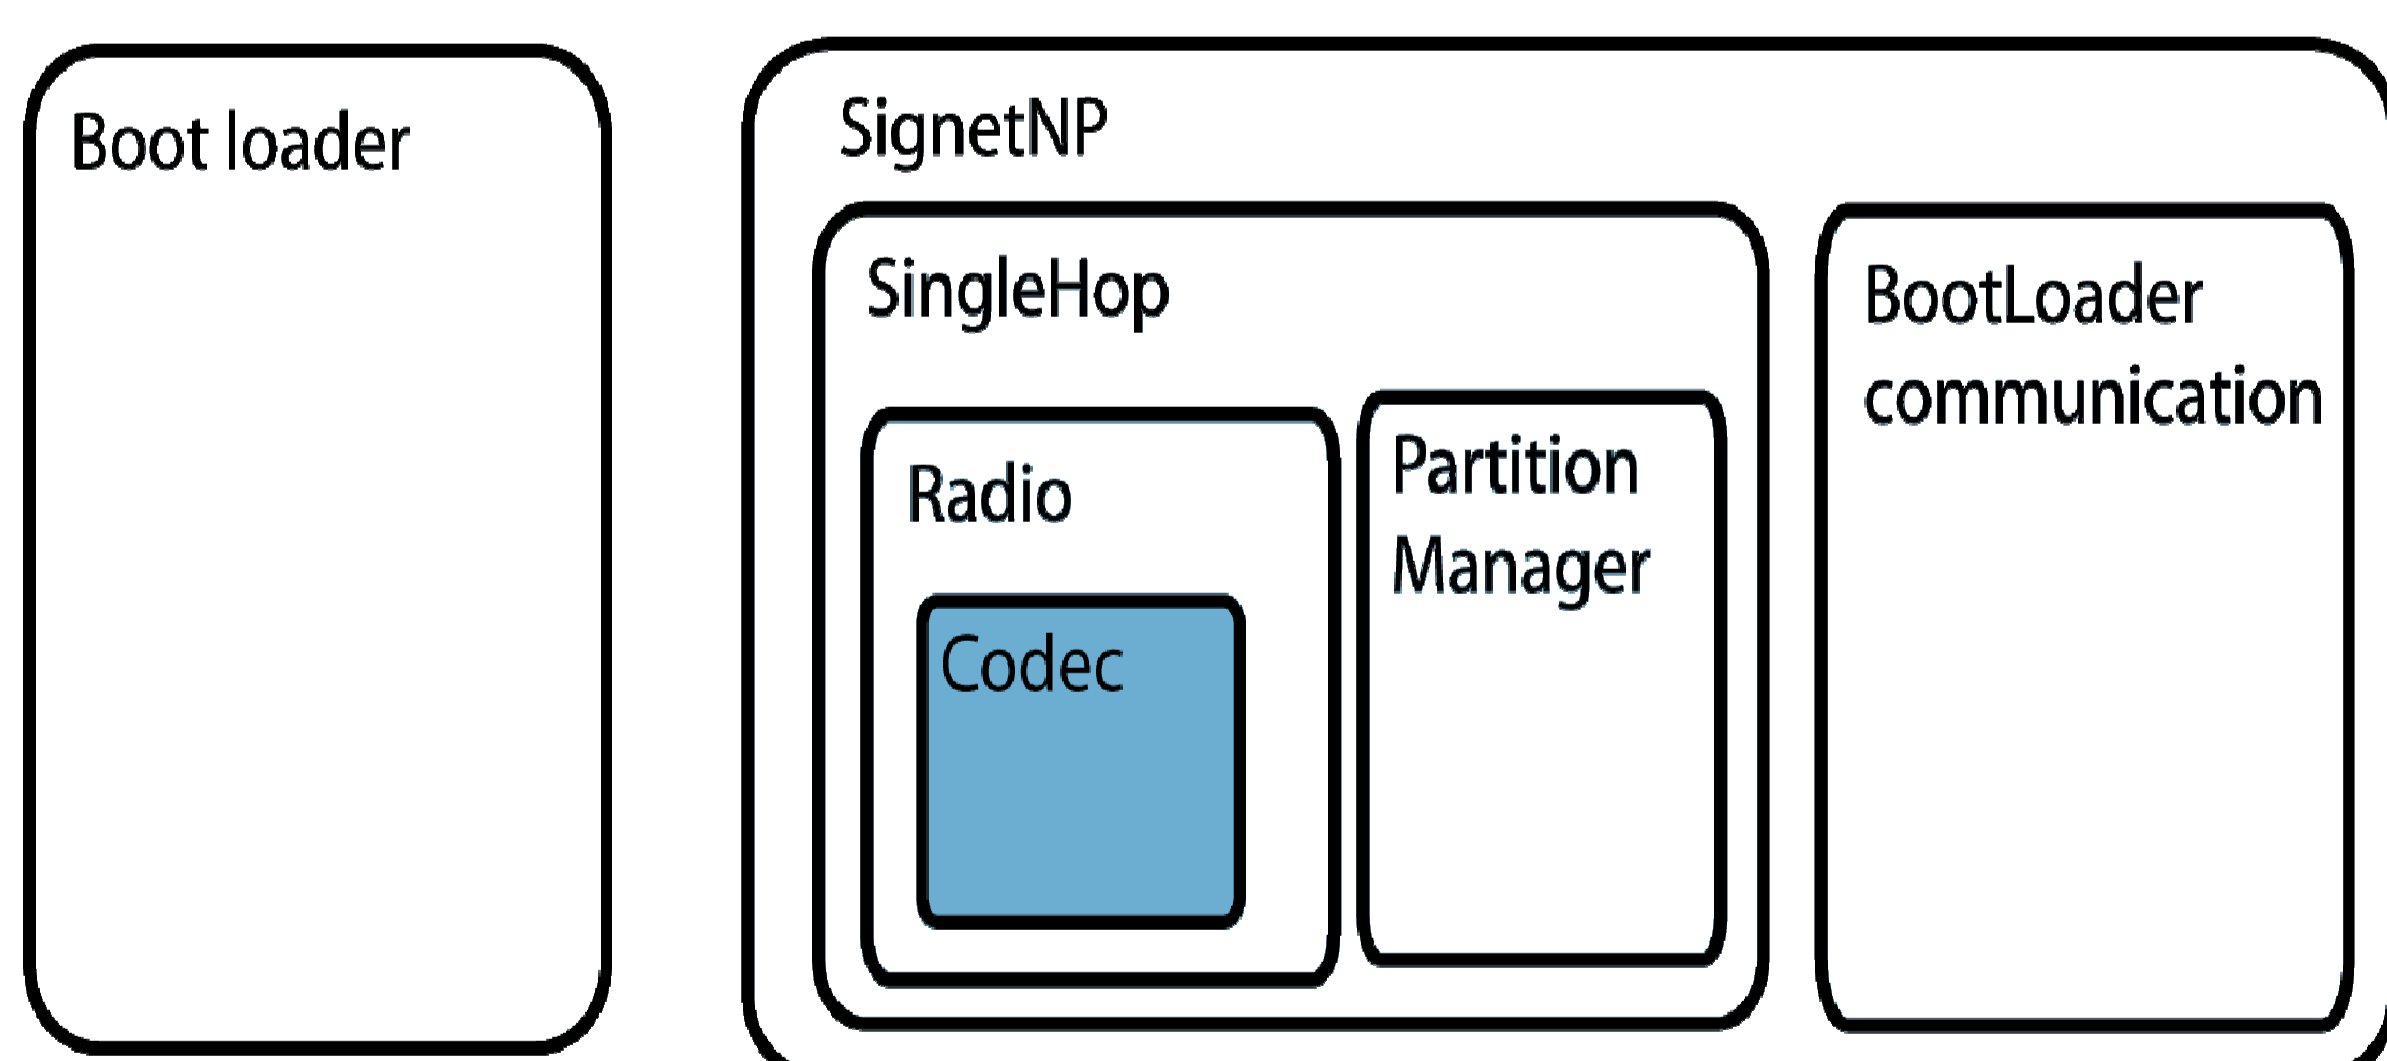 Boot loader
SignetNP
SingleHop
BootLoader
communication
Radio
Partition
Manager
Codec